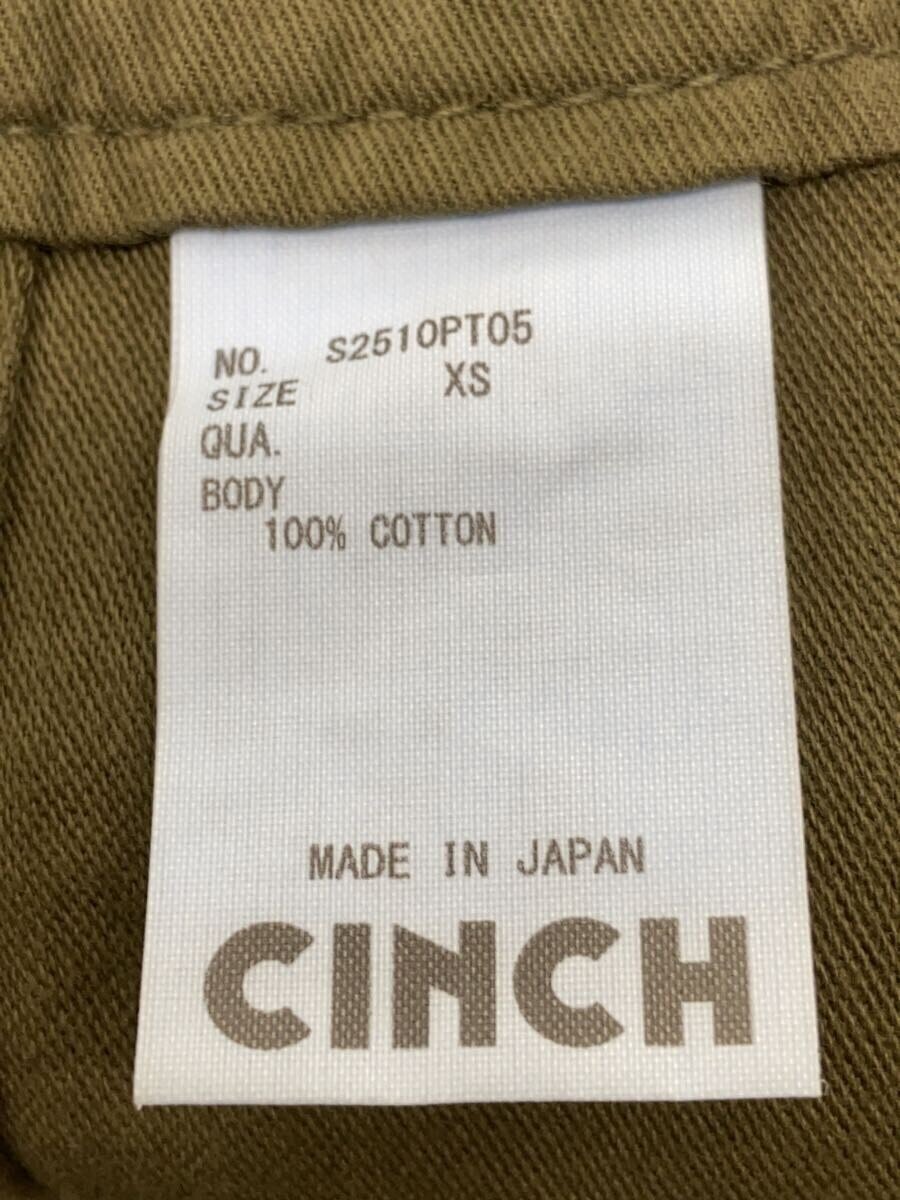 NO. S2510PT05
SIZE XS
QUA.
BODY
100% COTTON
MADE IN JAPAN
CINCH